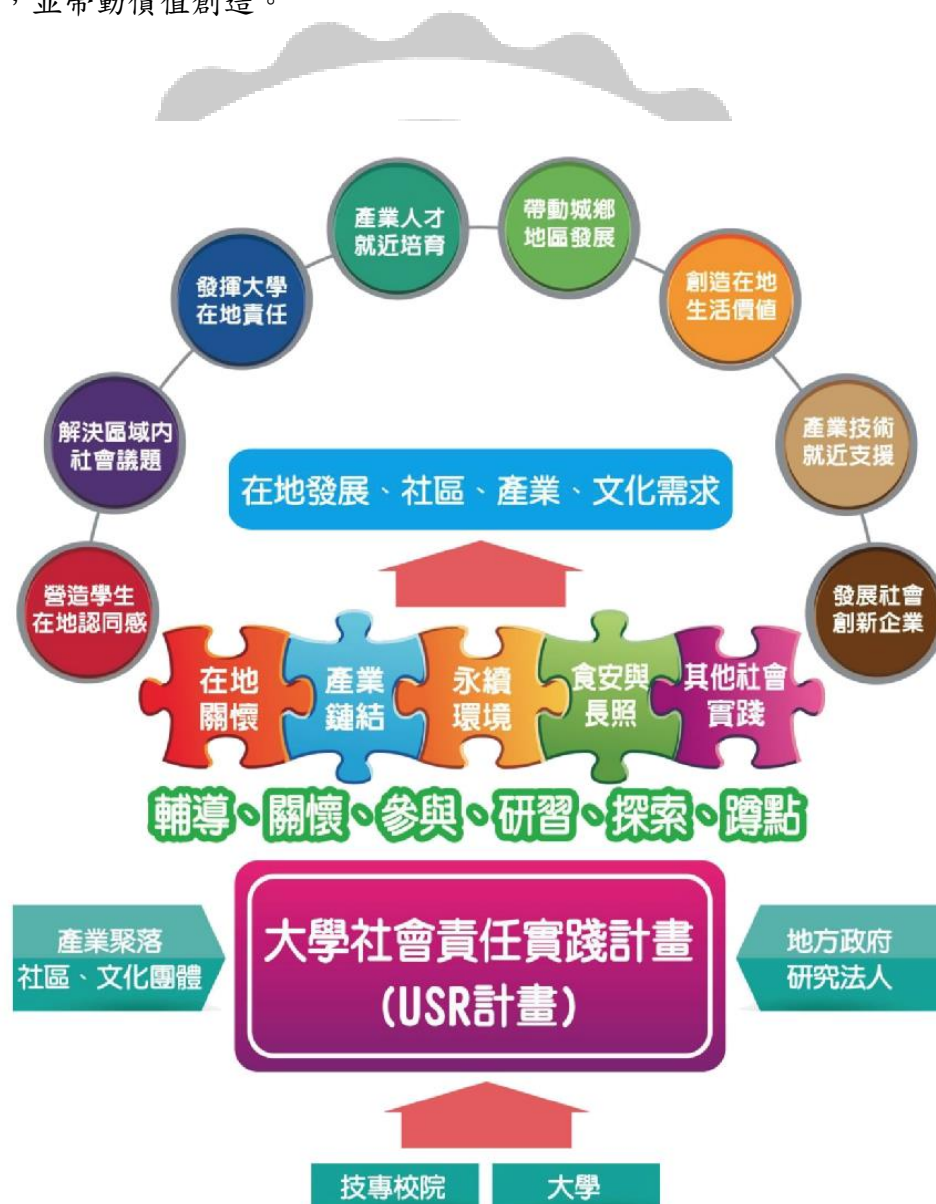 ，並帶動價值創造。
產業人才
就近培育
帶動城鄉
地區發展
發揮大學
在地責任
創造在地
生活價值
解決區域內
社會議題
產業技術
就近支援
在地發展、社區、產業、文化需求
營造學生
在地認同感
發展社會
創新企業
在地
關懷
產業
鏈結
永續
環境
食安與
長照
其他社會
實踐
輔導、關懷、參與、研習、探索、蹲點
產業聚落
社區、文化團體
大學社會責任實踐計畫
(USR計畫)
地方政府
研究法人
技專校院
大學